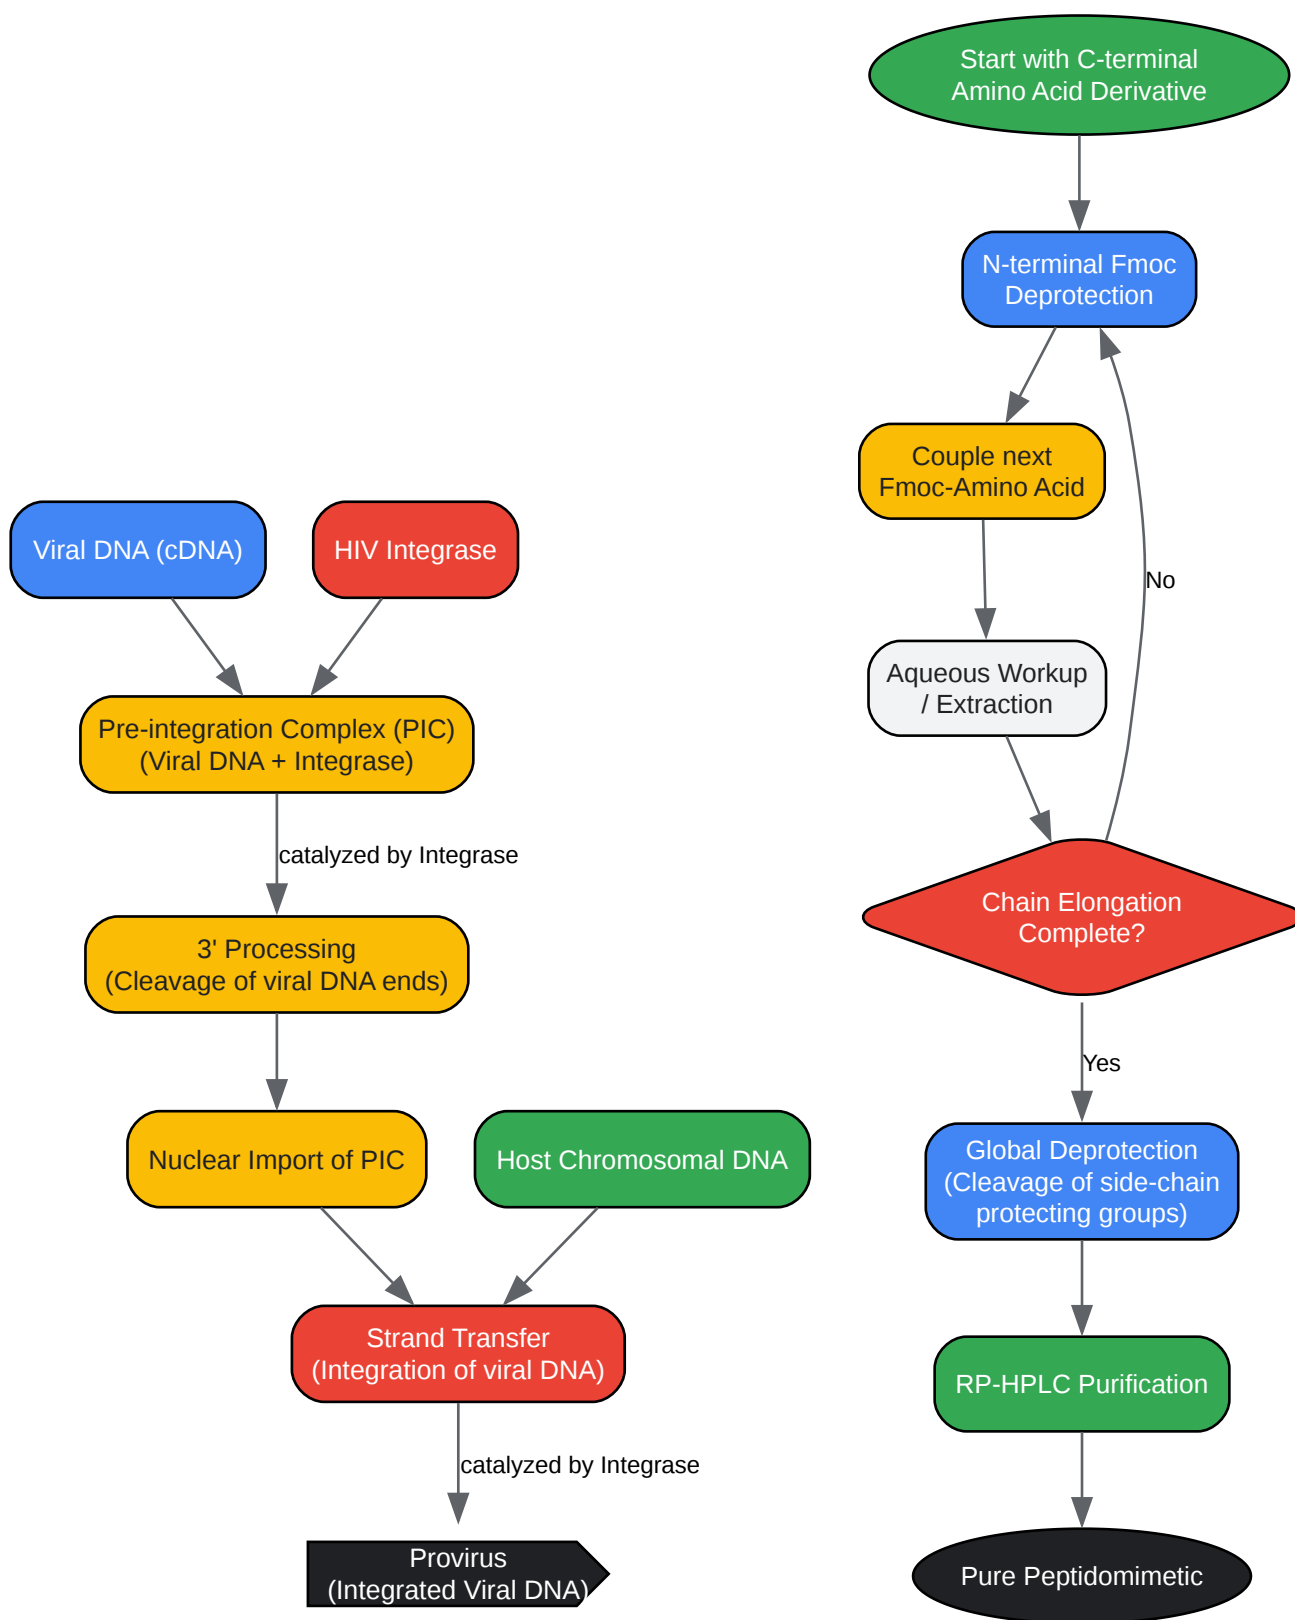 Viral DNA (cDNA)
HIV Integrase
Pre-integration Complex (PIC)
(Viral DNA + Integrase)
catalyzed by Integrase
3' Processing
(Cleavage of viral DNA ends)
Nuclear Import of PIC
Host Chromosomal DNA
Strand Transfer
(Integration of viral DNA)
catalyzed by Integrase
Provirus
(Integrated Viral DNA)
Start with C-terminal
Amino Acid Derivative
N-terminal Fmoc
Deprotection
Couple next
Fmoc-Amino Acid
No
Aqueous Workup
/ Extraction
Chain Elongation
Complete?
Yes
Global Deprotection
(Cleavage of side-chain
protecting groups)
RP-HPLC Purification
Pure Peptidomimetic